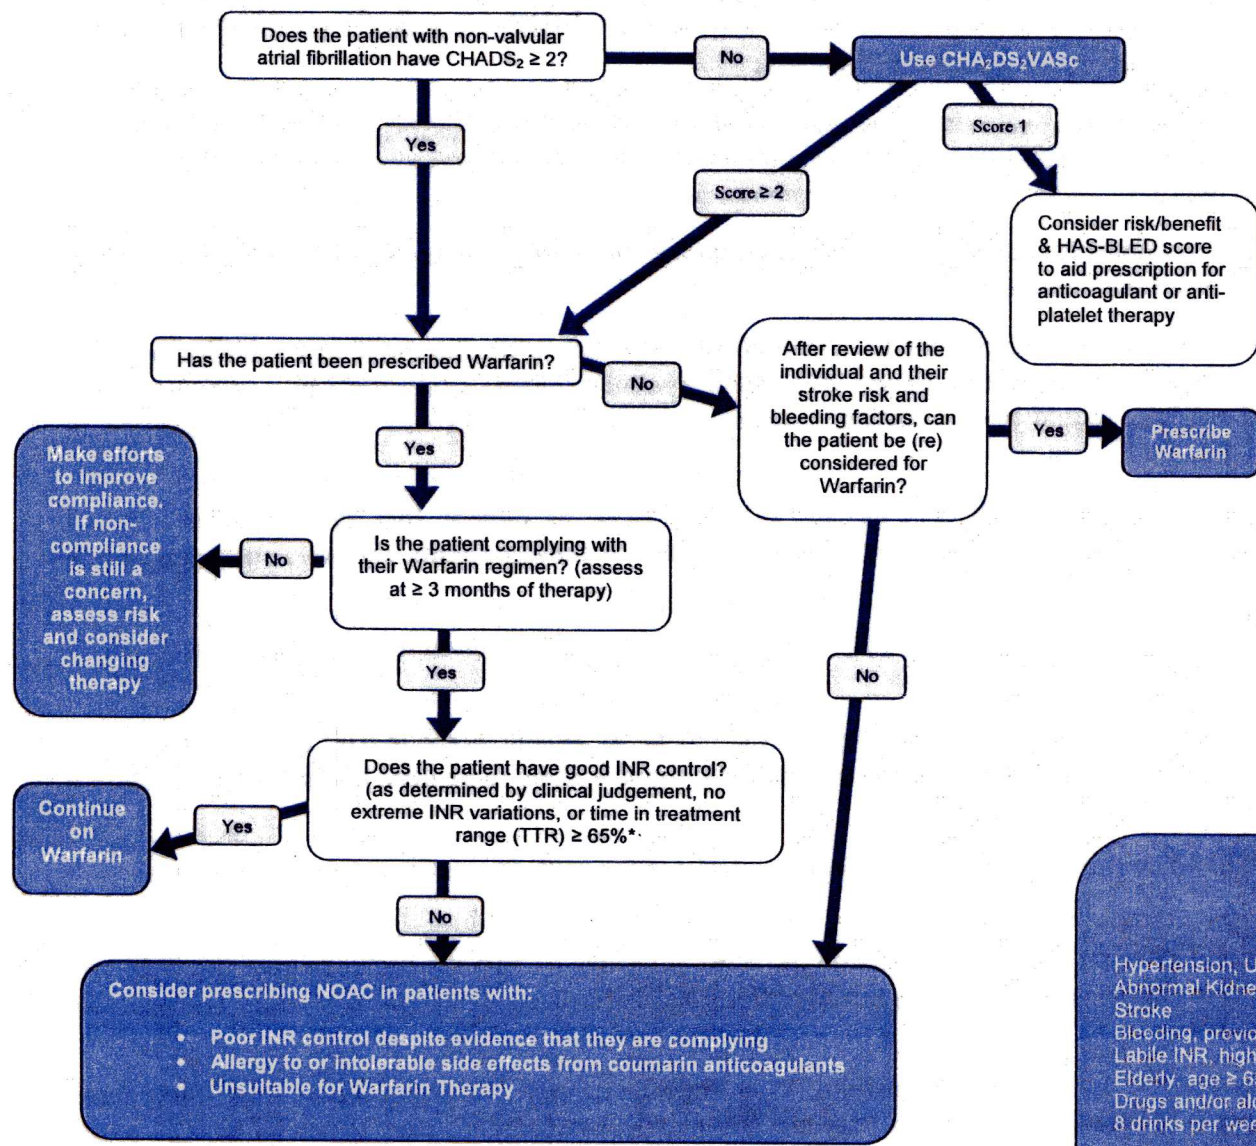 Does the patient with non-valvular
atrial fibrillation have CHADS₂ ≥ 2?
No
Use CHA₂DS₂VASc
Yes
Score 1
Score ≥ 2
Consider risk/benefit
& HAS-BLED score
to aid prescription for
anticoagulant or anti-
platelet therapy
Has the patient been prescribed Warfarin?
No
After review of the
individual and their
stroke risk and
bleeding factors, can
the patient be (re)
considered for
Warfarin?
Yes
Prescribe
Warfarin
Yes
Make efforts
to improve
compliance.
If non-
compliance
is still a
concern,
assess risk
and consider
changing
therapy
No
Is the patient complying with
their Warfarin regimen? (assess
at ≥ 3 months of therapy)
Yes
No
Does the patient have good INR control?
(as determined by clinical judgement, no
extreme INR variations, or time in treatment
range (TTR) ≥ 65%*
Yes
Continue
on
Warfarin
No
Consider prescribing NOAC in patients with:
• Poor INR control despite evidence that they are complying
• Allergy to or intolerable side effects from coumarin anticoagulants
• Unsuitable for Warfarin Therapy
Hypertension, U
Abnormal Kidne
Stroke
Bleeding, previo
Labile INR, high
Elderly, age ≥ 6
Drugs and/or alc
8 drinks per wee